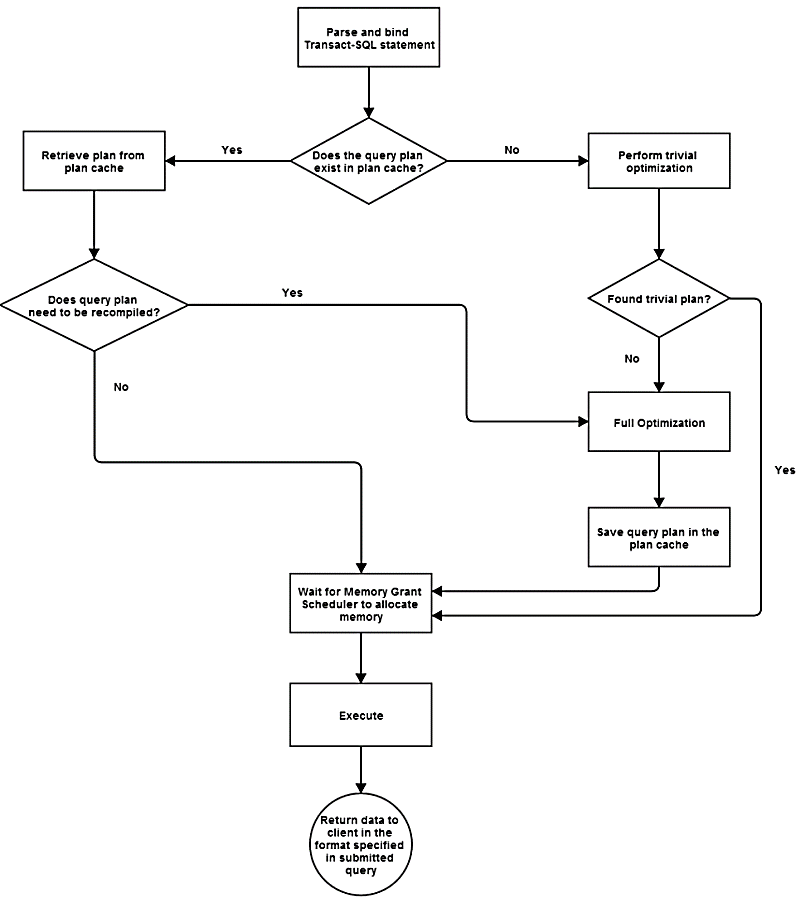 Parse and bind
Transact-SQL statement
Yes
No
Retrieve plan from
plan cache
Does the query plan
exist in plan cache?
Perform trivial
optimization
Does query plan
need to be recompiled?
Yes
Found trivial plan?
No
No
Full Optimization
Yes
Save query plan in the
plan cache
Wait for Memory Grant
Scheduler to allocate
memory
Execute
Return data to
client in the
format specified
in submitted
query